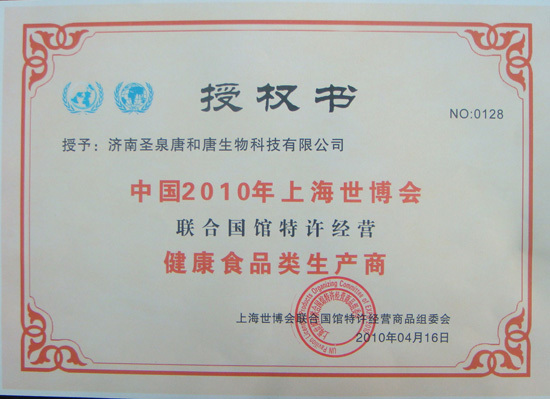 授权书
NO:0128
授予：济南圣泉唐和唐生物科技有限公司
中国2010年上海世博会
联合国馆特许经营
健康食品类生产商
上海世博会联合国馆特许经营商品组委会
2010年04月16日